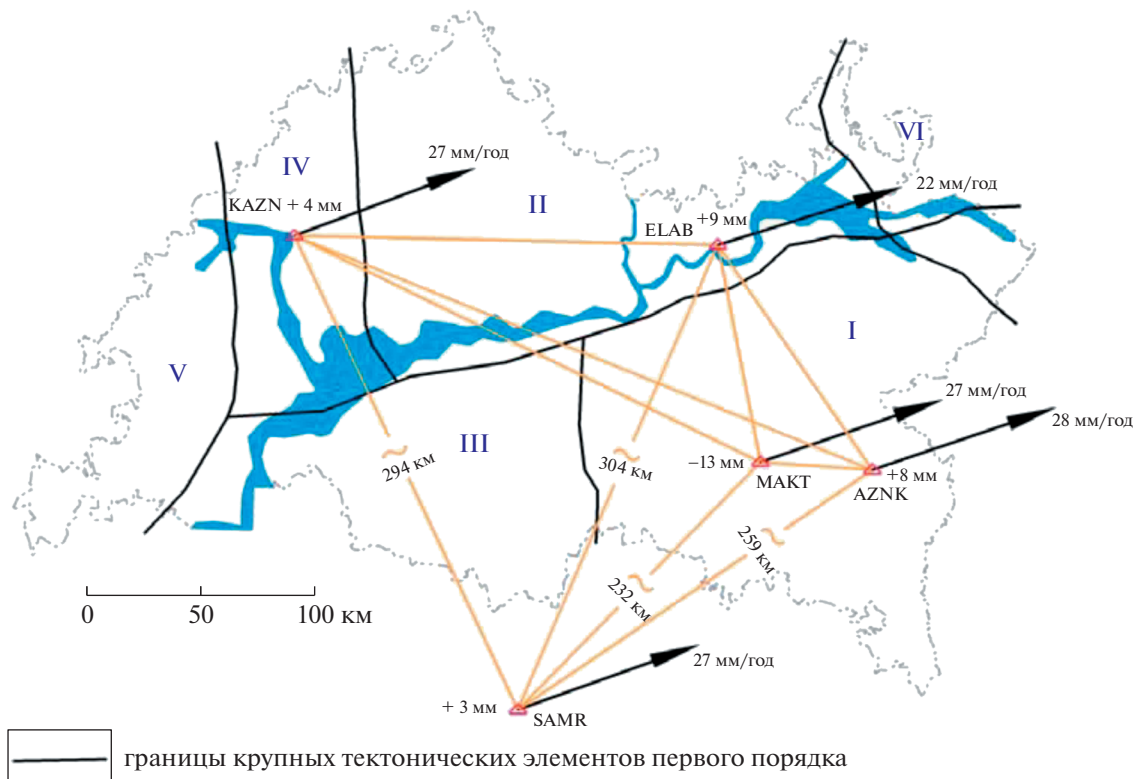 VI
27 мм/год
IV
22 мм/год
KAZN + 4 мм
II
+9 мм
ELAB
I
V
27 мм/год
28 мм/год
III
294 км
304 км
−13 мм
+8 мм
MAKT
AZNK
259 км
232 км
0 50 100 км
27 мм/год
+ 3 мм
SAMR
границы крупных тектонических элементов первого порядка